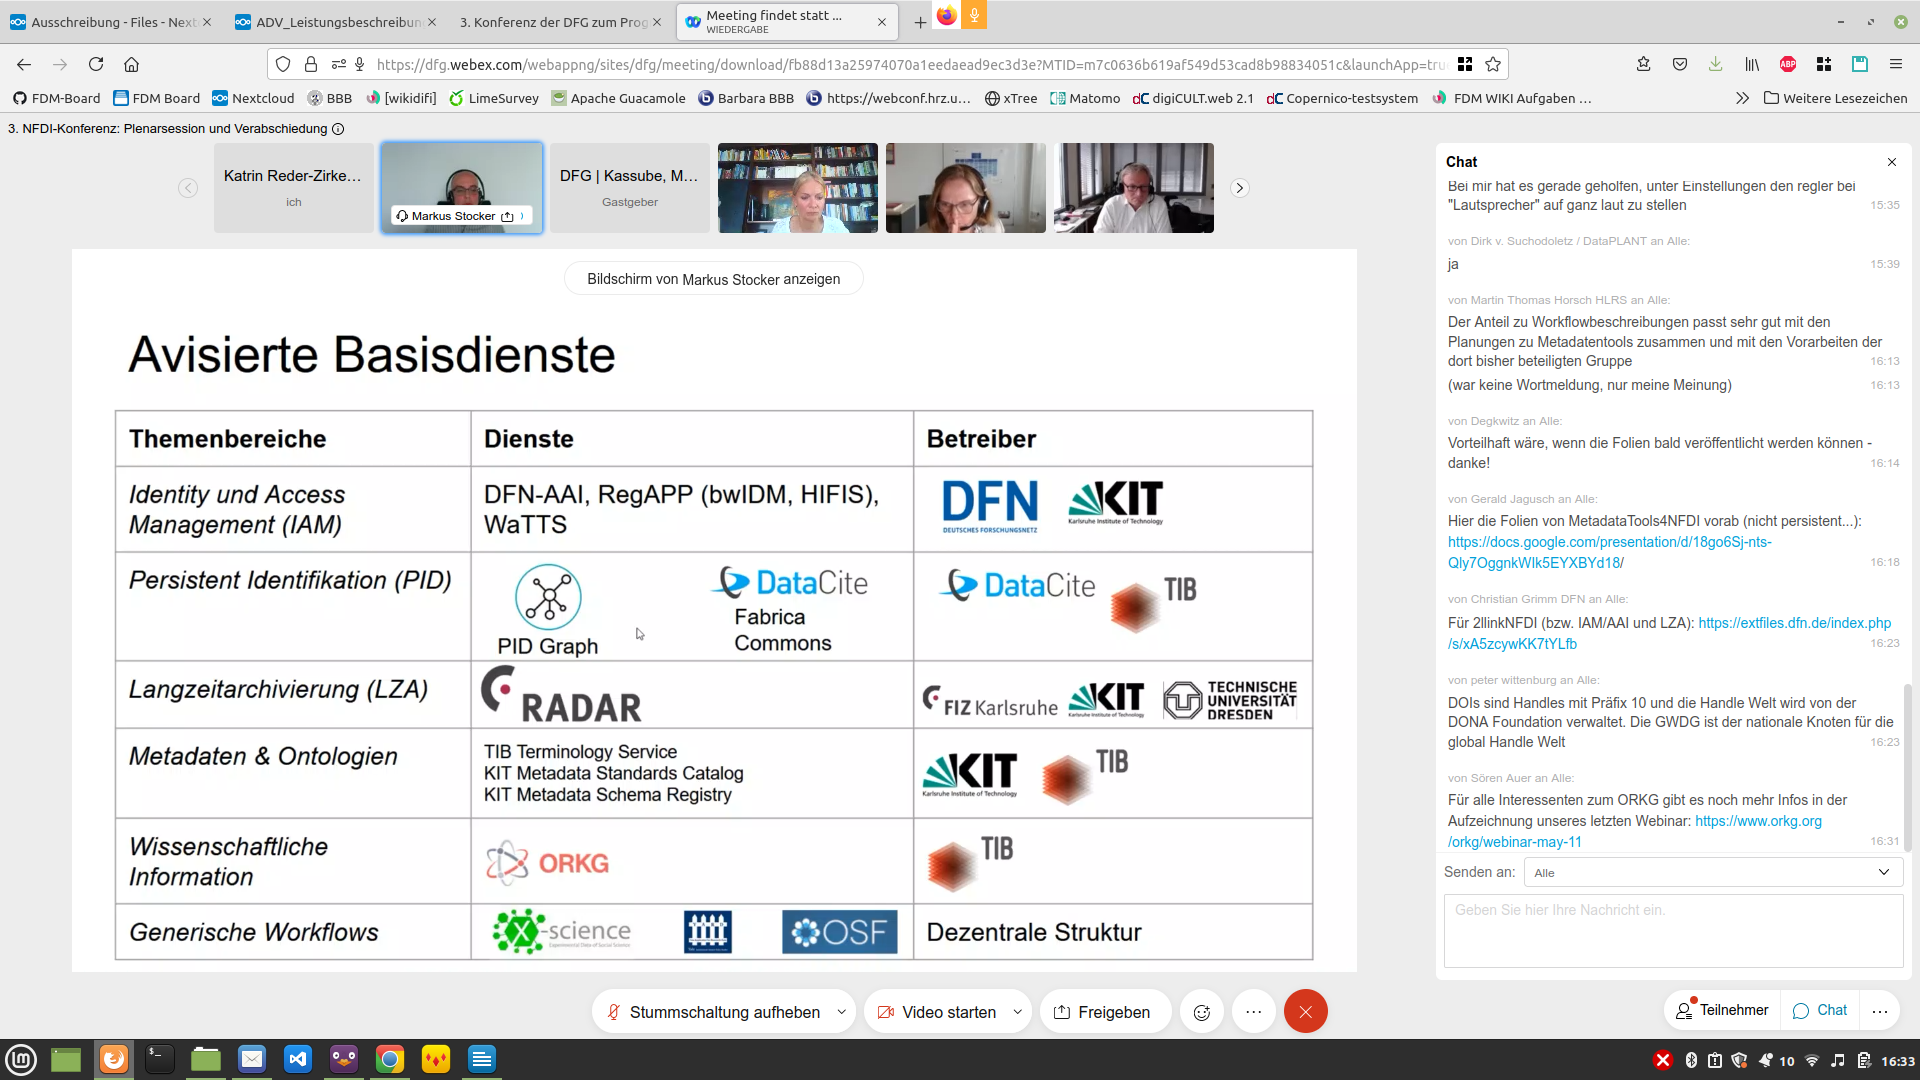 Ausschreibung - Files - Next
ADV_Leistungsbeschreibun
3. Konferenz der DFG zum Prog
Meeting findet statt ...
WIEDERGABE
https://dfg.webex.com/webappng/sites/dfg/meeting/download/fb88d13a25974070a1eedaead9ec3d3e?MTID=m7c0636b619af549d53cad8b98834051c&launchApp=tru
ABP
FDM-Board
FDM Board
Nextcloud
BBB
[wikidifi]
LimeSurvey
Apache Guacamole
Barbara BBB
https://webconf.hrz.u...
xTree
Matomo
dC digiCULT.web 2.1
dC Copernico-testsystem
FDM WIKI Aufgaben ...
Weitere Lesezeichen
3. NFDI-Konferenz: Plenarsession und Verabschiedung
Katrin Reder-Zirke...
ich
Markus Stocker
DFG | Kassube, M...
Gastgeber
Bildschirm von Markus Stocker anzeigen
Avisierte Basisdienste
Themenbereiche
Dienste
Betreiber
Identity und Access
Management (IAM)
DFN-AAI, RegAPP (bwIDM, HIFIS),
WaTTS
DFN
DEUTSCHES FORSCHUNGSNETZ
KIT
Karlsruhe Institute of Technology
Persistent Identifikation (PID)
PID Graph
DataCite
Fabrica
Commons
DataCite
TIB
Langzeitarchivierung (LZA)
RADAR
FIZ Karlsruhe
KIT
Karlsruhe Institute of Technology
TECHNISCHE
UNIVERSITÄT
DRESDEN
Metadaten & Ontologien
TIB Terminology Service
KIT Metadata Standards Catalog
KIT Metadata Schema Registry
KIT
Karlsruhe Institute of Technology
TIB
Wissenschaftliche
Information
ORKG
TIB
Generische Workflows
X-science
OSF
Dezentrale Struktur
Chat
Bei mir hat es gerade geholfen, unter Einstellungen den regler bei
"Lautsprecher" auf ganz laut zu stellen
15:35
von Dirk v. Suchodoletz / DataPLANT an Alle:
ja
15:39
von Martin Thomas Horsch HLRS an Alle:
Der Anteil zu Workflowbeschreibungen passt sehr gut mit den
Planungen zu Metadatentools zusammen und mit den Vorarbeiten der
dort bisher beteiligten Gruppe
16:13
(war keine Wortmeldung, nur meine Meinung)
16:13
von Degkwitz an Alle:
Vorteilhaft wäre, wenn die Folien bald veröffentlicht werden können -
danke!
16:14
von Gerald Jagusch an Alle:
Hier die Folien von MetadataTools4NFDI vorab (nicht persistent...):
https://docs.google.com/presentation/d/18go6Sj-nts-
Qly7OggnkWlk5EYXBYd18/
16:18
von Christian Grimm DFN an Alle:
Für 2llinkNFDI (bzw. IAM/AAI und LZA): https://extfiles.dfn.de/index.php
/s/xA5zcywKK7tYLfb
16:23
von peter wittenburg an Alle:
DOIs sind Handles mit Präfix 10 und die Handle Welt wird von der
DONA Foundation verwaltet. Die GWDG ist der nationale Knoten für die
global Handle Welt
16:23
von Sören Auer an Alle:
Für alle Interessenten zum ORKG gibt es noch mehr Infos in der
Aufzeichnung unseres letzten Webinar: https://www.orkg.org
/orkg/webinar-may-11
16:31
Senden an:
Alle
Geben Sie hier Ihre Nachricht ein.
Stummschaltung aufheben
Video starten
Freigeben
Teilnehmer
Chat
10
16:33